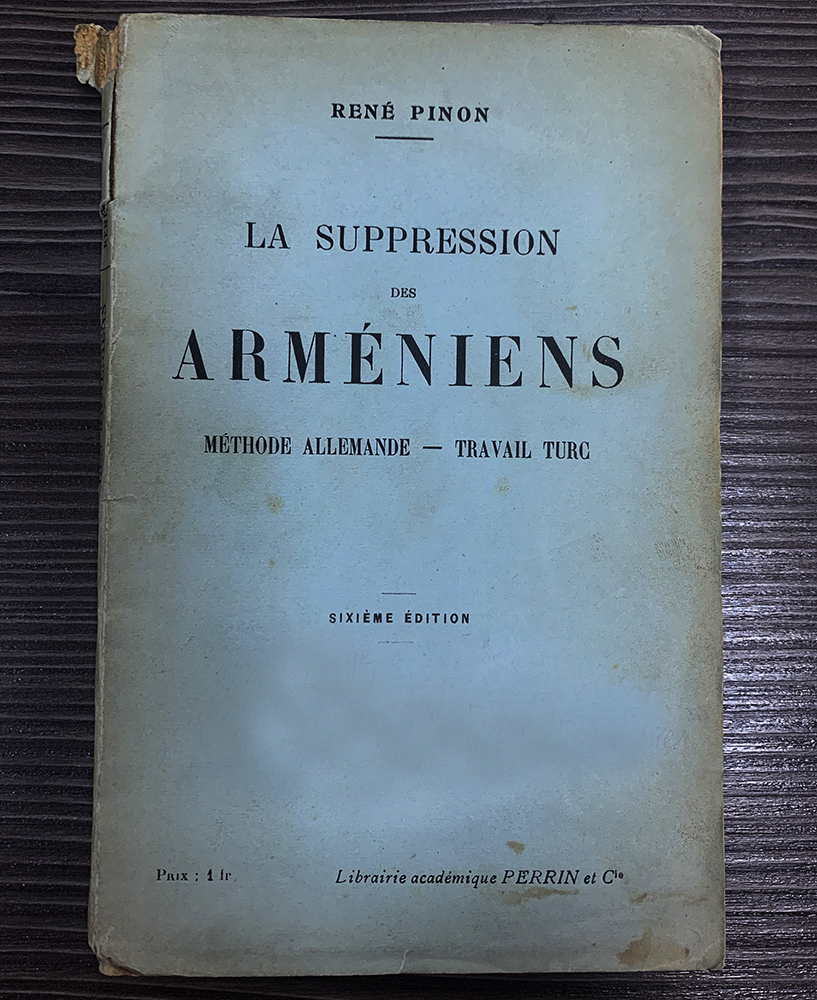 RENÉ PINON
LA SUPPRESSION
DES
ARMÉNIENS
MÉTHODE ALLEMANDE — TRAVAIL TURC
SIXIÈME ÉDITION
PRIX : 1 fr
Librairie académique PERRIN et Cie